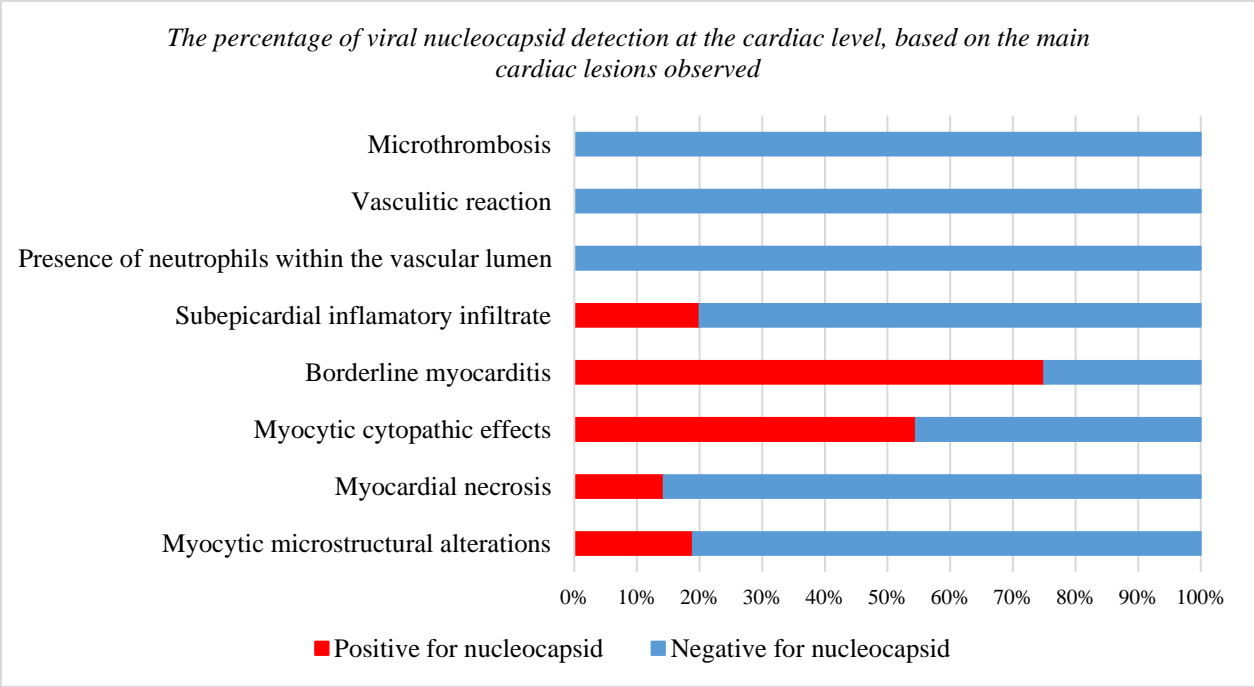 The percentage of viral nucleocapsid detection at the cardiac level, based on the main
cardiac lesions observed
Microthrombosis
Vasculitic reaction
Presence of neutrophils within the vascular lumen
Subepicardial inflamatory infiltrate
Borderline myocarditis
Myocytic cytopathic effects
Myocardial necrosis
Myocytic microstructural alterations
0% 10% 20% 30% 40% 50% 60% 70% 80% 90% 100%
Positive for nucleocapsid Negative for nucleocapsid